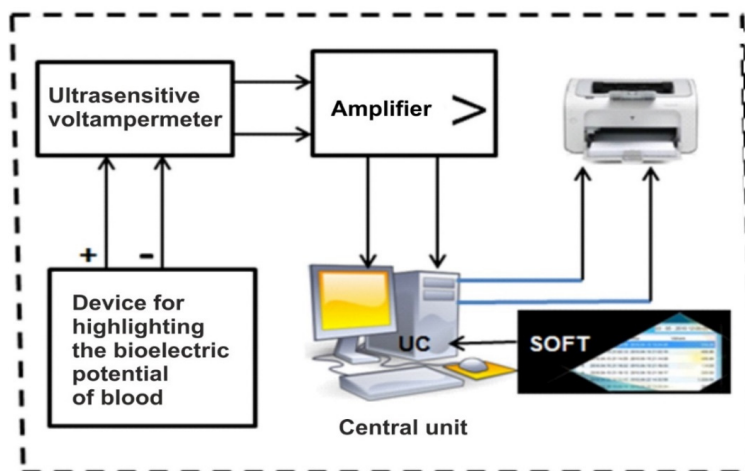 Ultrasensitive
voltampermeter
Amplifier >
+ -
Device for
highlighting
the bioelectric
potential
of blood
UC
SOFT
Central unit